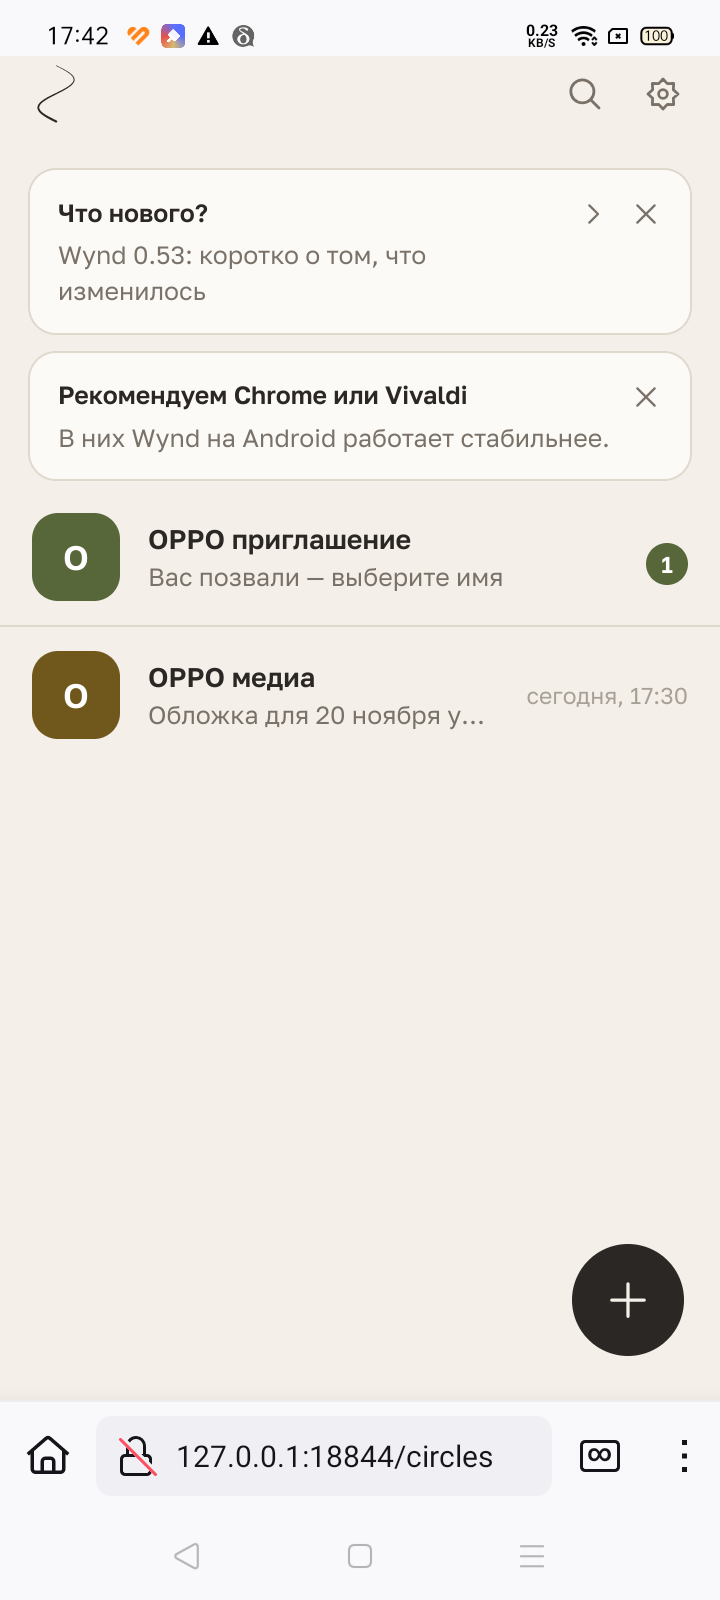 17:42
0.23
KB/S
100
Что нового?
Wynd 0.53: коротко о том, что
изменилось
Рекомендуем Chrome или Vivaldi
В них Wynd на Android работает стабильнее.
О
OPPO приглашение
Вас позвали — выберите имя
1
О
OPPO медиа
Обложка для 20 ноября у...
сегодня, 17:30
127.0.0.1:18844/circles